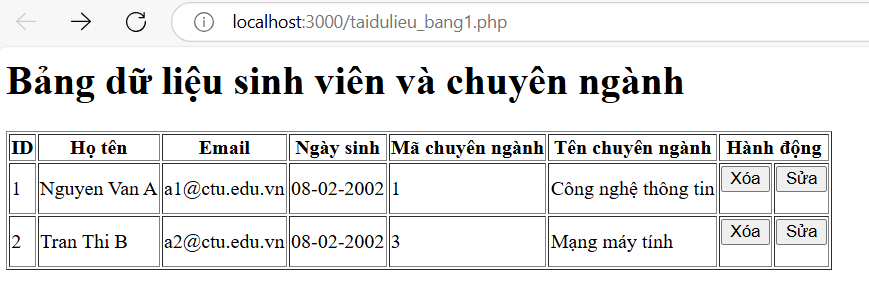 localhost:3000/taidulieu_bang1.php
Bảng dữ liệu sinh viên và chuyên ngành
ID Họ tên Email Ngày sinh Mã chuyên ngành Tên chuyên ngành Hành động
1 Nguyen Van A a1@ctu.edu.vn 08-02-2002 1 Công nghệ thông tin Xóa Sửa
2 Tran Thi B a2@ctu.edu.vn 08-02-2002 3 Mạng máy tính Xóa Sửa